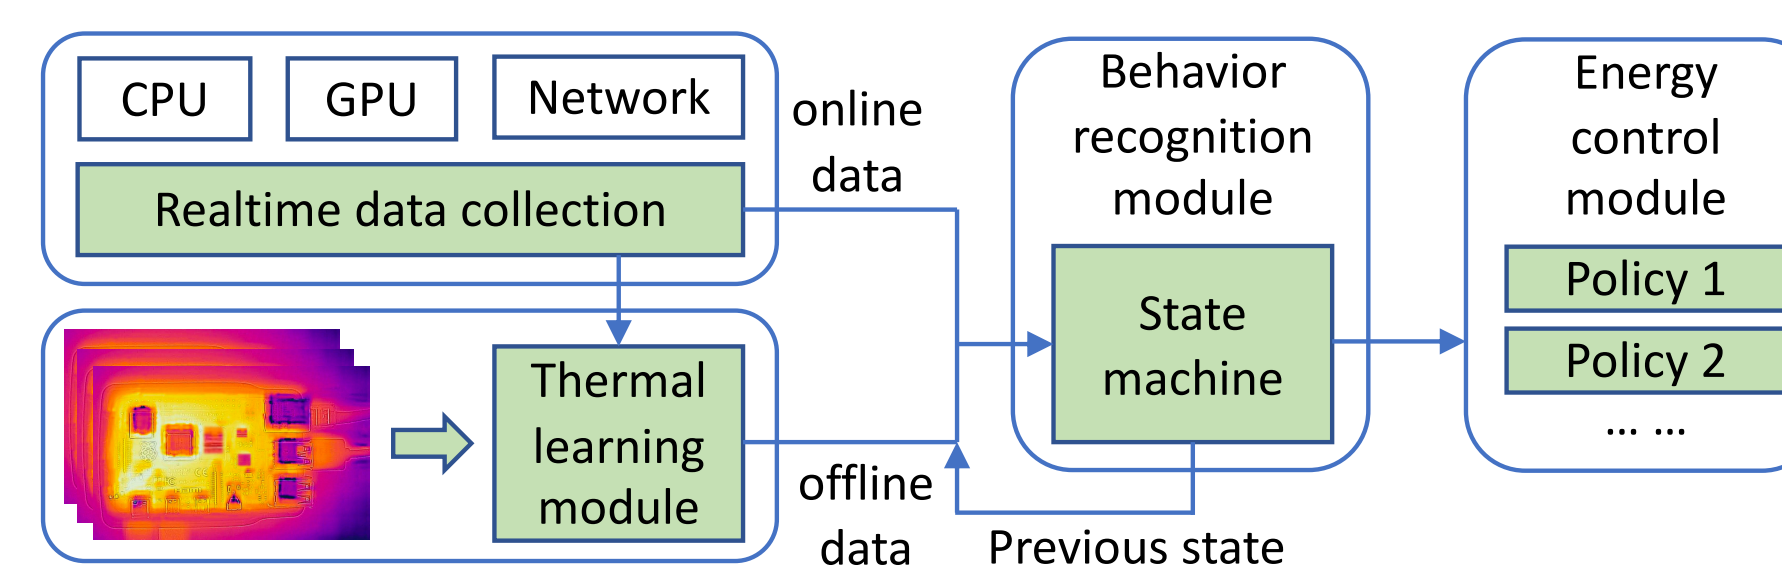 CPU
GPU
Network
Realtime data collection
online
data
Thermal
learning
module
offline
data
Behavior
recognition
module
State
machine
Previous state
Energy
control
module
Policy 1
Policy 2
... ...